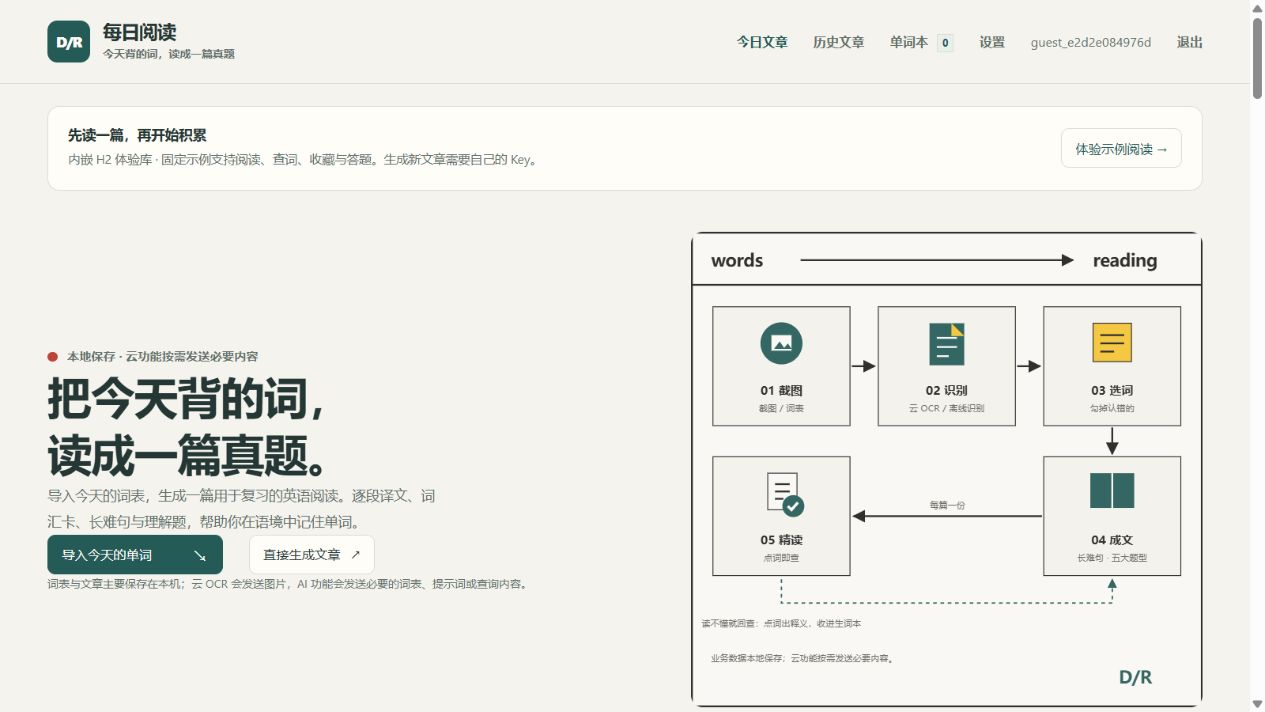 D/R
每日阅读
今天背的词，读成一篇真题
今日文章 历史文章 单词本 0 设置 guest_e2d2e084976d 退出
先读一篇，再开始积累
内嵌 H2 体验库 · 固定示例支持阅读、查词、收藏与答题。生成新文章需要自己的 Key。
体验示例阅读 →
本地保存 · 云功能按需发送必要内容
把今天背的词，
读成一篇真题。
导入今天的词表，生成一篇用于复习的英语阅读。逐段译文、词
汇卡、长难句与理解题，帮助你在语境中记住单词。
导入今天的单词 ↘
直接生成文章 ↗
词表与文章主要保存在本机；云 OCR 会发送图片，AI 功能会发送必要的词表、提示词或查询内容。
words reading
01 截图
截图 / 词表
02 识别
云 OCR / 离线识别
03 选词
勾掉认错的
04 成文
长难句 · 五大题型
每篇一份
05 精读
点词即查
读不懂就回查：点词出释义，收进生词本
业务数据本地保存；云功能按需发送必要内容。
D/R